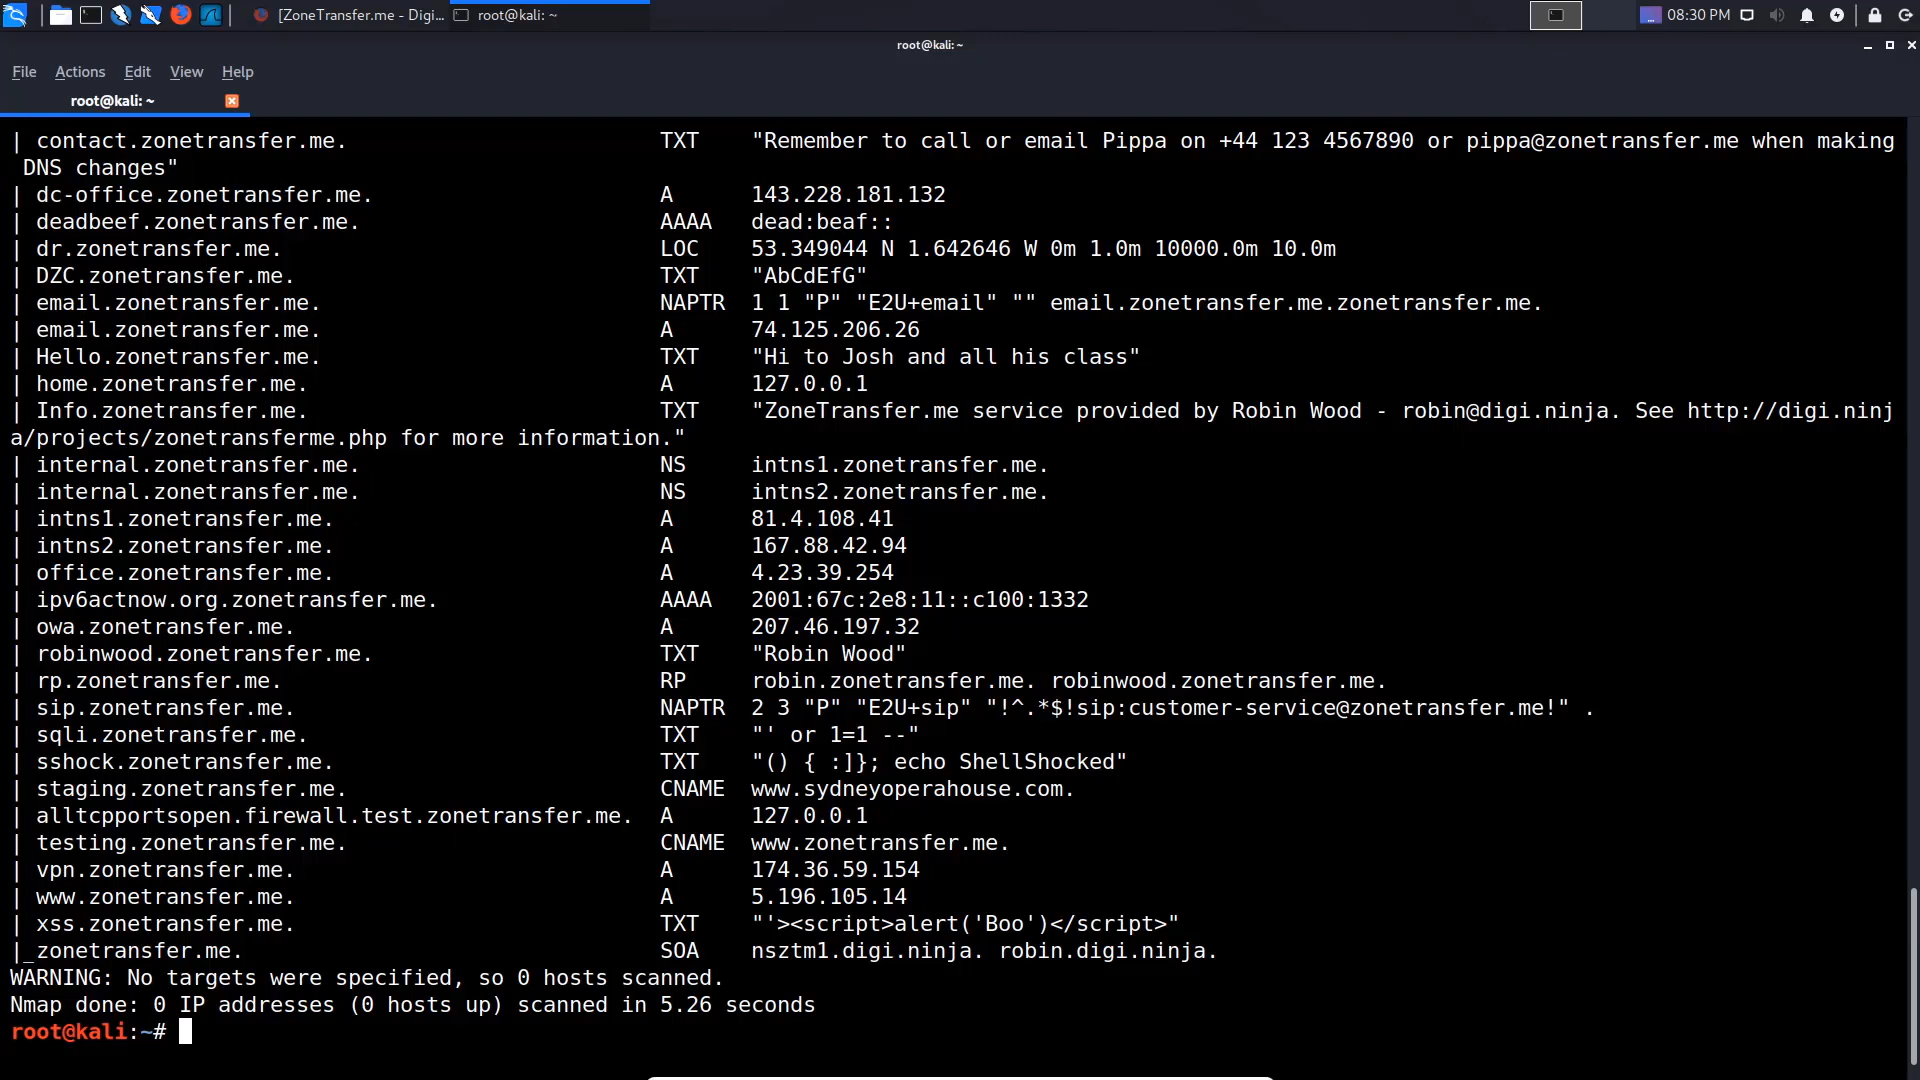 [ZoneTransfer.me - Digi...
root@kali: ~
08:30 PM
root@kali: ~
File Actions Edit View Help
root@kali: ~
| contact.zonetransfer.me. TXT "Remember to call or email Pippa on +44 123 4567890 or pippa@zonetransfer.me when making
DNS changes"
| dc-office.zonetransfer.me. A 143.228.181.132
| deadbeef.zonetransfer.me. AAAA dead:beaf::
| dr.zonetransfer.me. LOC 53.349044 N 1.642646 W 0m 1.0m 10000.0m 10.0m
| DZC.zonetransfer.me. TXT "AbCdEfG"
| email.zonetransfer.me. NAPTR 1 1 "P" "E2U+email" "" email.zonetransfer.me.zonetransfer.me.
| email.zonetransfer.me. A 74.125.206.26
| Hello.zonetransfer.me. TXT "Hi to Josh and all his class"
| home.zonetransfer.me. A 127.0.0.1
| Info.zonetransfer.me. TXT "ZoneTransfer.me service provided by Robin Wood - robin@digi.ninja. See http://digi.ninj
a/projects/zonetransferme.php for more information."
| internal.zonetransfer.me. NS intns1.zonetransfer.me.
| internal.zonetransfer.me. NS intns2.zonetransfer.me.
| intns1.zonetransfer.me. A 81.4.108.41
| intns2.zonetransfer.me. A 167.88.42.94
| office.zonetransfer.me. A 4.23.39.254
| ipv6actnow.org.zonetransfer.me. AAAA 2001:67c:2e8:11::c100:1332
| owa.zonetransfer.me. A 207.46.197.32
| robinwood.zonetransfer.me. TXT "Robin Wood"
| rp.zonetransfer.me. RP robin.zonetransfer.me. robinwood.zonetransfer.me.
| sip.zonetransfer.me. NAPTR 2 3 "P" "E2U+sip" "!^.*$!sip:customer-service@zonetransfer.me!" .
| sqli.zonetransfer.me. TXT "' or 1=1 --"
| sshock.zonetransfer.me. TXT "() { :]}; echo ShellShocked"
| staging.zonetransfer.me. CNAME www.sydneyoperahouse.com.
| alltcpportsopen.firewall.test.zonetransfer.me. A 127.0.0.1
| testing.zonetransfer.me. CNAME www.zonetransfer.me.
| vpn.zonetransfer.me. A 174.36.59.154
| www.zonetransfer.me. A 5.196.105.14
| xss.zonetransfer.me. TXT "'><script>alert('Boo')</script>"
|_zonetransfer.me. SOA nsztm1.digi.ninja. robin.digi.ninja.
WARNING: No targets were specified, so 0 hosts scanned.
Nmap done: 0 IP addresses (0 hosts up) scanned in 5.26 seconds
root@kali:~#